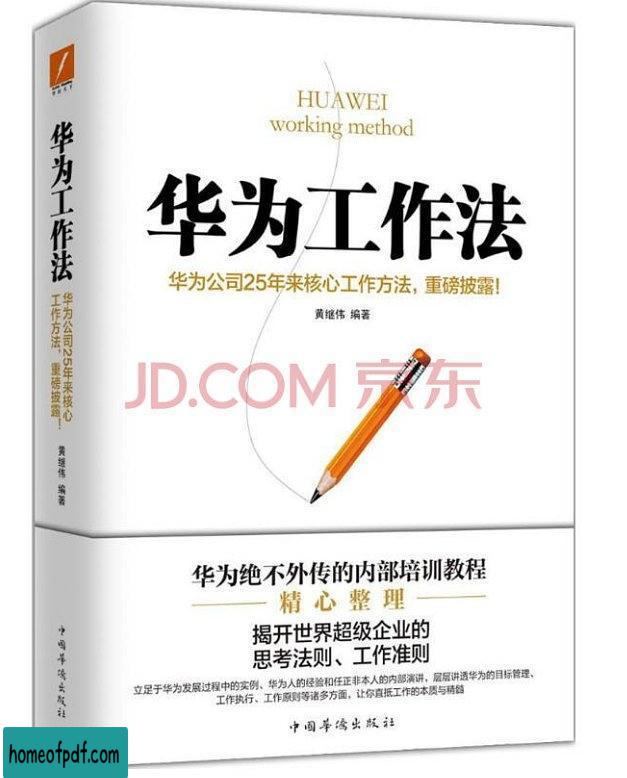 HUAWEI
working method
华为工作法
华为公司25年来核心工作方法，重磅披露！
黄继伟 编著
JD.COM 京东
华为绝不外传的内部培训教程
精心整理
揭开世界超级企业的
思考法则、工作准则
立足于华为发展过程中的实例、华为人的经验和任正非本人的内部演讲，层层讲透华为的目标管理、
工作执行、工作原则等诸多方面，让你直抵工作的本质与精髓
中国华侨出版社
华为工作法
华为公司25年来核心
工作方法，重磅披露！
黄继伟 编著
中国华侨出版社
homeofpdf.com